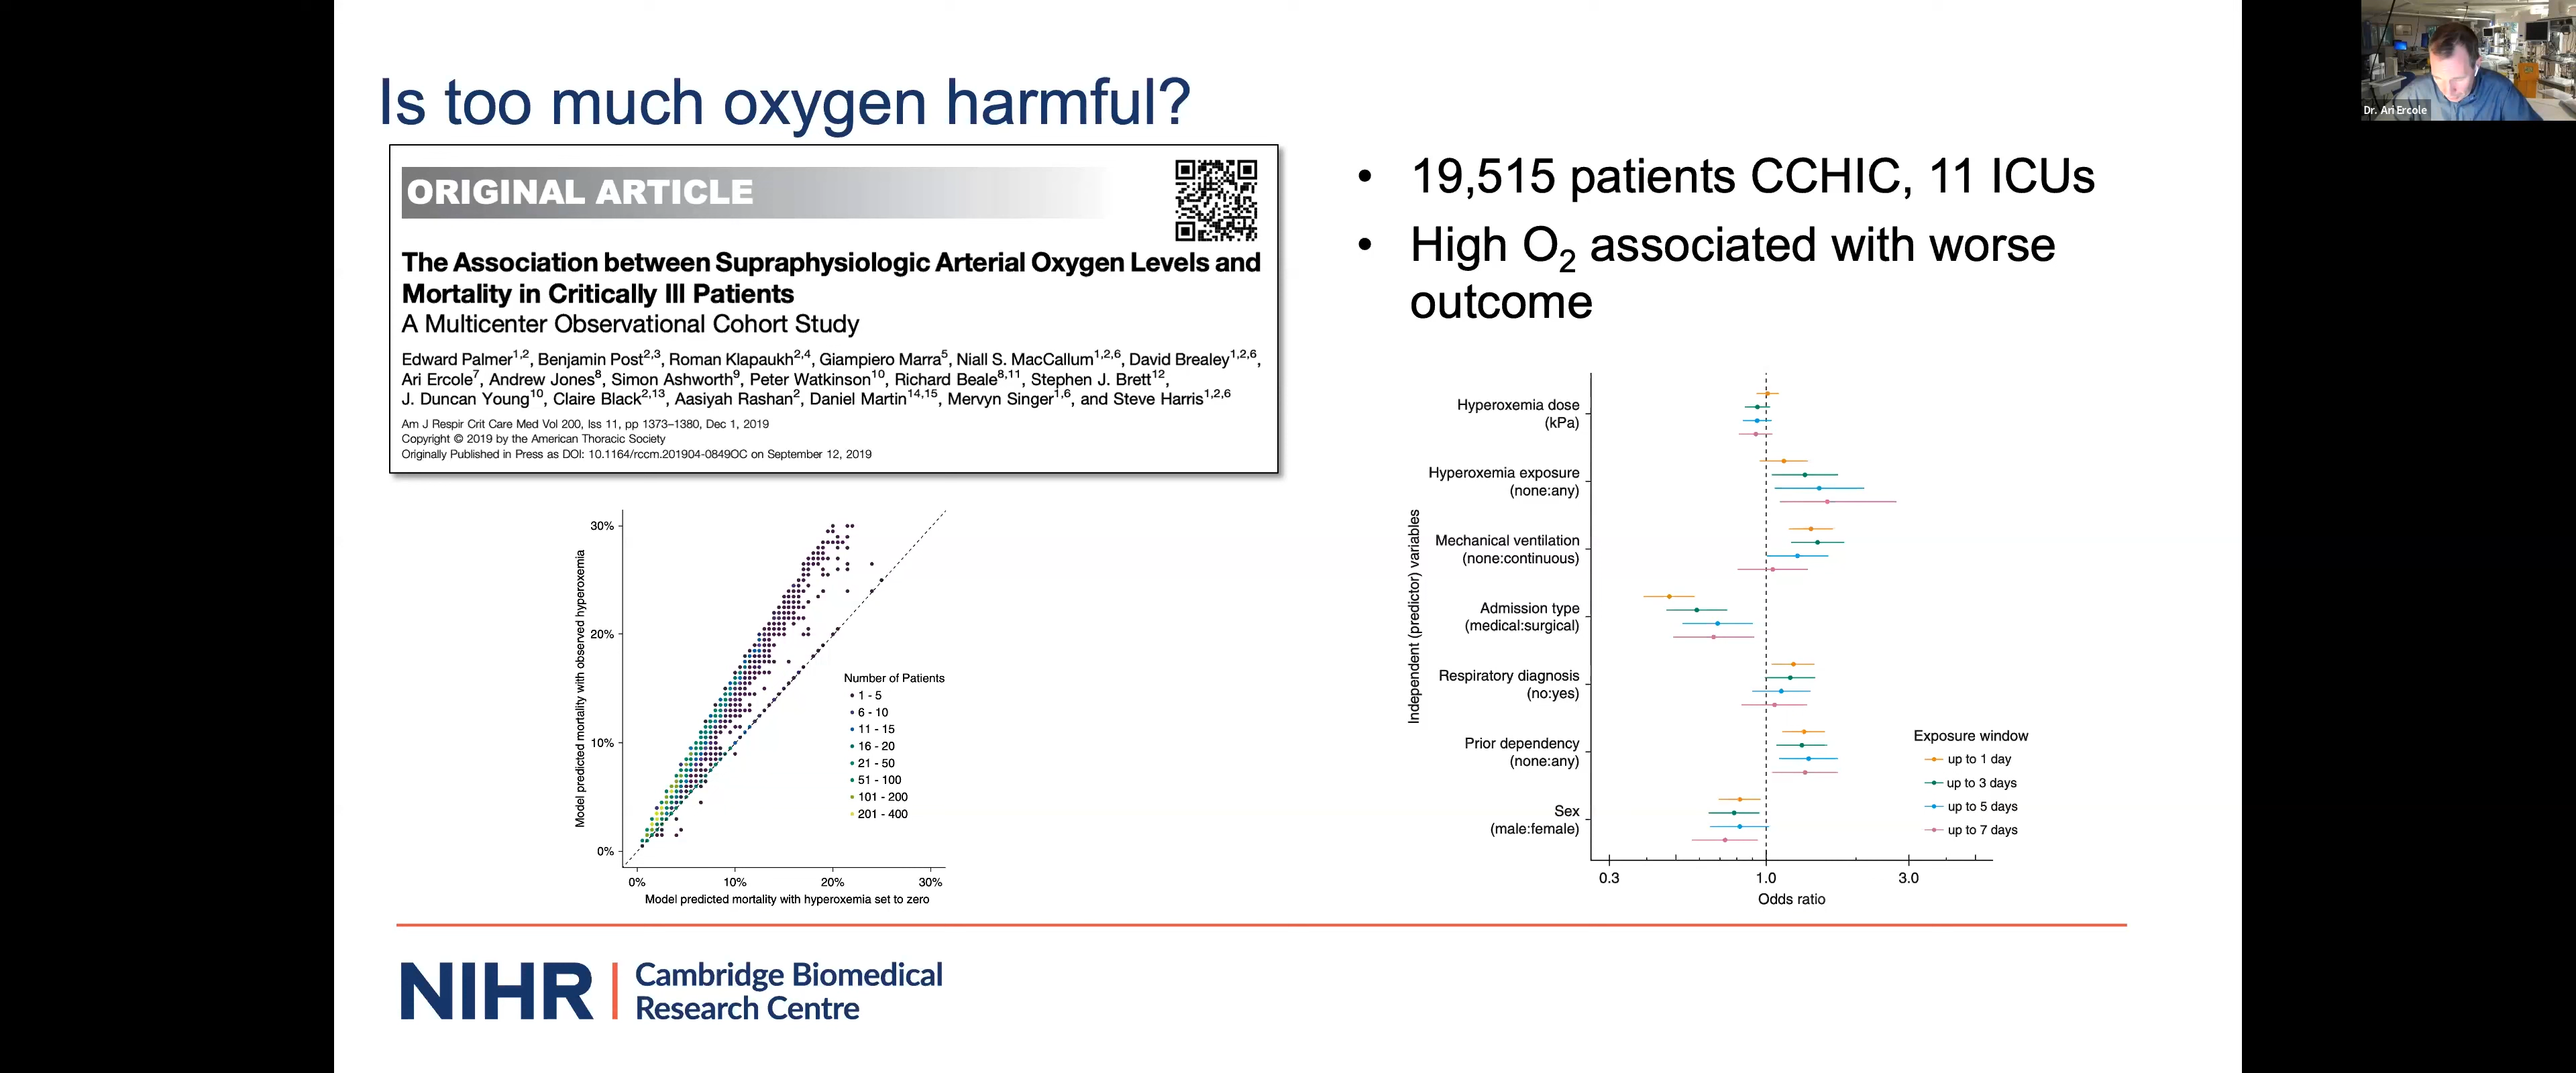 Is too much oxygen harmful?
ORIGINAL ARTICLE
The Association between Supraphysiologic Arterial Oxygen Levels and
Mortality in Critically Ill Patients
A Multicenter Observational Cohort Study
Edward Palmer1,2, Benjamin Post2,3, Roman Klapaukh2,4, Giampiero Marra5, Niall S. MacCallum1,2,6, David Brealey1,2,6,
Ari Ercole7, Andrew Jones8, Simon Ashworth9, Peter Watkinson10, Richard Beale8,11, Stephen J. Brett12,
J. Duncan Young10, Claire Black2,13, Aasiyah Rashan2, Daniel Martin14,15, Mervyn Singer1,6, and Steve Harris1,2,6
Am J Respir Crit Care Med Vol 200, Iss 11, pp 1373–1380, Dec 1, 2019
Copyright © 2019 by the American Thoracic Society
Originally Published in Press as DOI: 10.1164/rccm.201904-0849OC on September 12, 2019
• 19,515 patients CCHIC, 11 ICUs
• High O2 associated with worse
outcome
Model predicted mortality with observed hyperoxemia
30%
20%
10%
0%
0% 10% 20% 30%
Model predicted mortality with hyperoxemia set to zero
Number of Patients
1 - 5
6 - 10
11 - 15
16 - 20
21 - 50
51 - 100
101 - 200
201 - 400
Independent (predictor) variables
Hyperoxemia dose
(kPa)
Hyperoxemia exposure
(none:any)
Mechanical ventilation
(none:continuous)
Admission type
(medical:surgical)
Respiratory diagnosis
(no:yes)
Prior dependency
(none:any)
Sex
(male:female)
Exposure window
up to 1 day
up to 3 days
up to 5 days
up to 7 days
0.3 1.0 3.0
Odds ratio
NIHR
Cambridge Biomedical
Research Centre
Dr. Ari Ercole